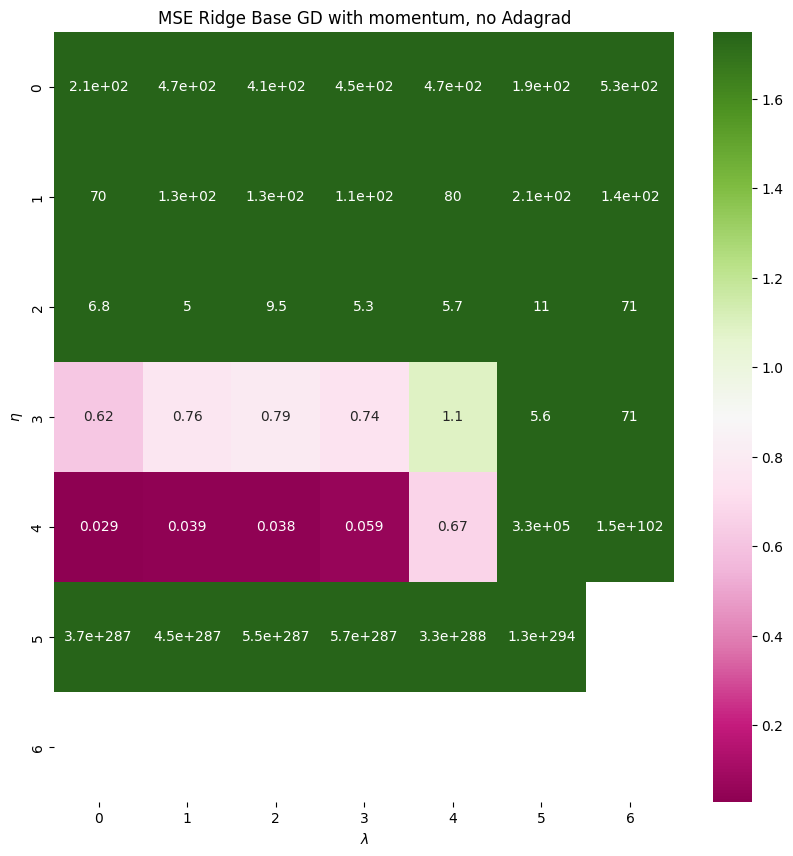 MSE Ridge Base GD with momentum, no Adagrad
0 2.1e+02 4.7e+02 4.1e+02 4.5e+02 4.7e+02 1.9e+02 5.3e+02
1 70 1.3e+02 1.3e+02 1.1e+02 80 2.1e+02 1.4e+02
2 6.8 5 9.5 5.3 5.7 11 71
η
3 0.62 0.76 0.79 0.74 1.1 5.6 71
4 0.029 0.039 0.038 0.059 0.67 3.3e+05 1.5e+102
5 3.7e+287 4.5e+287 5.5e+287 5.7e+287 3.3e+288 1.3e+294
6
0 1 2 3 4 5 6
λ
1.6
1.4
1.2
1.0
0.8
0.6
0.4
0.2